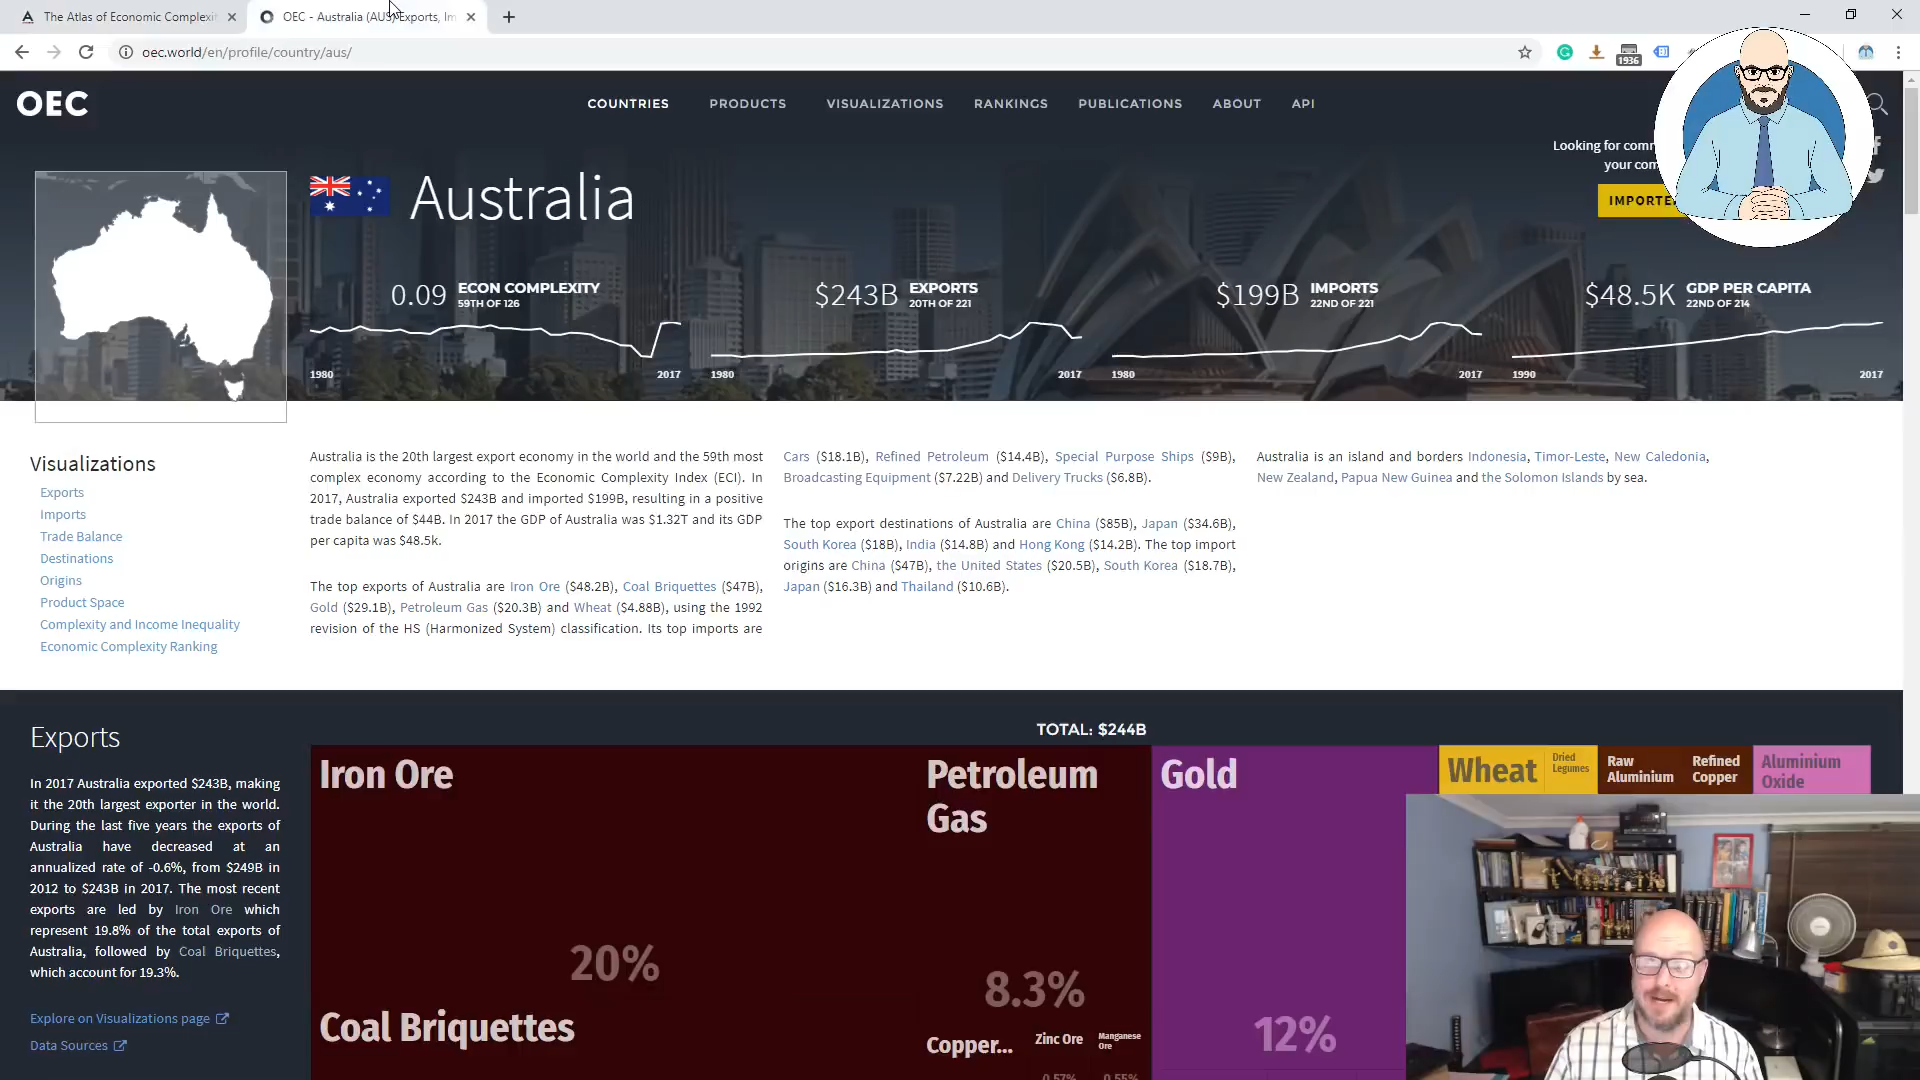 The Atlas of Economic Complexi
OEC - Australia (AUS) Exports, Im
oec.world/en/profile/country/aus/
1936
OEC
COUNTRIES
PRODUCTS
VISUALIZATIONS
RANKINGS
PUBLICATIONS
ABOUT
API
Looking for
your
IMPORTE
Australia
0.09 ECON COMPLEXITY
59TH OF 126
$243B EXPORTS
20TH OF 221
$199B IMPORTS
22ND OF 221
$48.5K GDP PER CAPITA
22ND OF 214
1980 2017
1980 2017
1980 2017
1990 2017
Visualizations
Exports
Imports
Trade Balance
Destinations
Origins
Product Space
Complexity and Income Inequality
Economic Complexity Ranking
Australia is the 20th largest export economy in the world and the 59th most
complex economy according to the Economic Complexity Index (ECI). In
2017, Australia exported $243B and imported $199B, resulting in a positive
trade balance of $44B. In 2017 the GDP of Australia was $1.32T and its GDP
per capita was $48.5k.
The top exports of Australia are Iron Ore ($48.2B), Coal Briquettes ($47B),
Gold ($29.1B), Petroleum Gas ($20.3B) and Wheat ($4.88B), using the 1992
revision of the HS (Harmonized System) classification. Its top imports are
Cars ($18.1B), Refined Petroleum ($14.4B), Special Purpose Ships ($9B),
Broadcasting Equipment ($7.22B) and Delivery Trucks ($6.8B).
The top export destinations of Australia are China ($85B), Japan ($34.6B),
South Korea ($18B), India ($14.8B) and Hong Kong ($14.2B). The top import
origins are China ($47B), the United States ($20.5B), South Korea ($18.7B),
Japan ($16.3B) and Thailand ($10.6B).
Australia is an island and borders Indonesia, Timor-Leste, New Caledonia,
New Zealand, Papua New Guinea and the Solomon Islands by sea.
Exports
In 2017 Australia exported $243B, making
it the 20th largest exporter in the world.
During the last five years the exports of
Australia have decreased at an
annualized rate of -0.6%, from $249B in
2012 to $243B in 2017. The most recent
exports are led by Iron Ore which
represent 19.8% of the total exports of
Australia, followed by Coal Briquettes,
which account for 19.3%.
Explore on Visualizations page
Data Sources
TOTAL: $244B
Iron Ore
20%
Coal Briquettes
Petroleum
Gas
8.3%
Copper...
Zinc Ore
0.57%
Manganese
Ore
0.55%
Gold
12%
Wheat
Dried
Legumes
Raw
Aluminium
Refined
Copper
Aluminium
Oxide